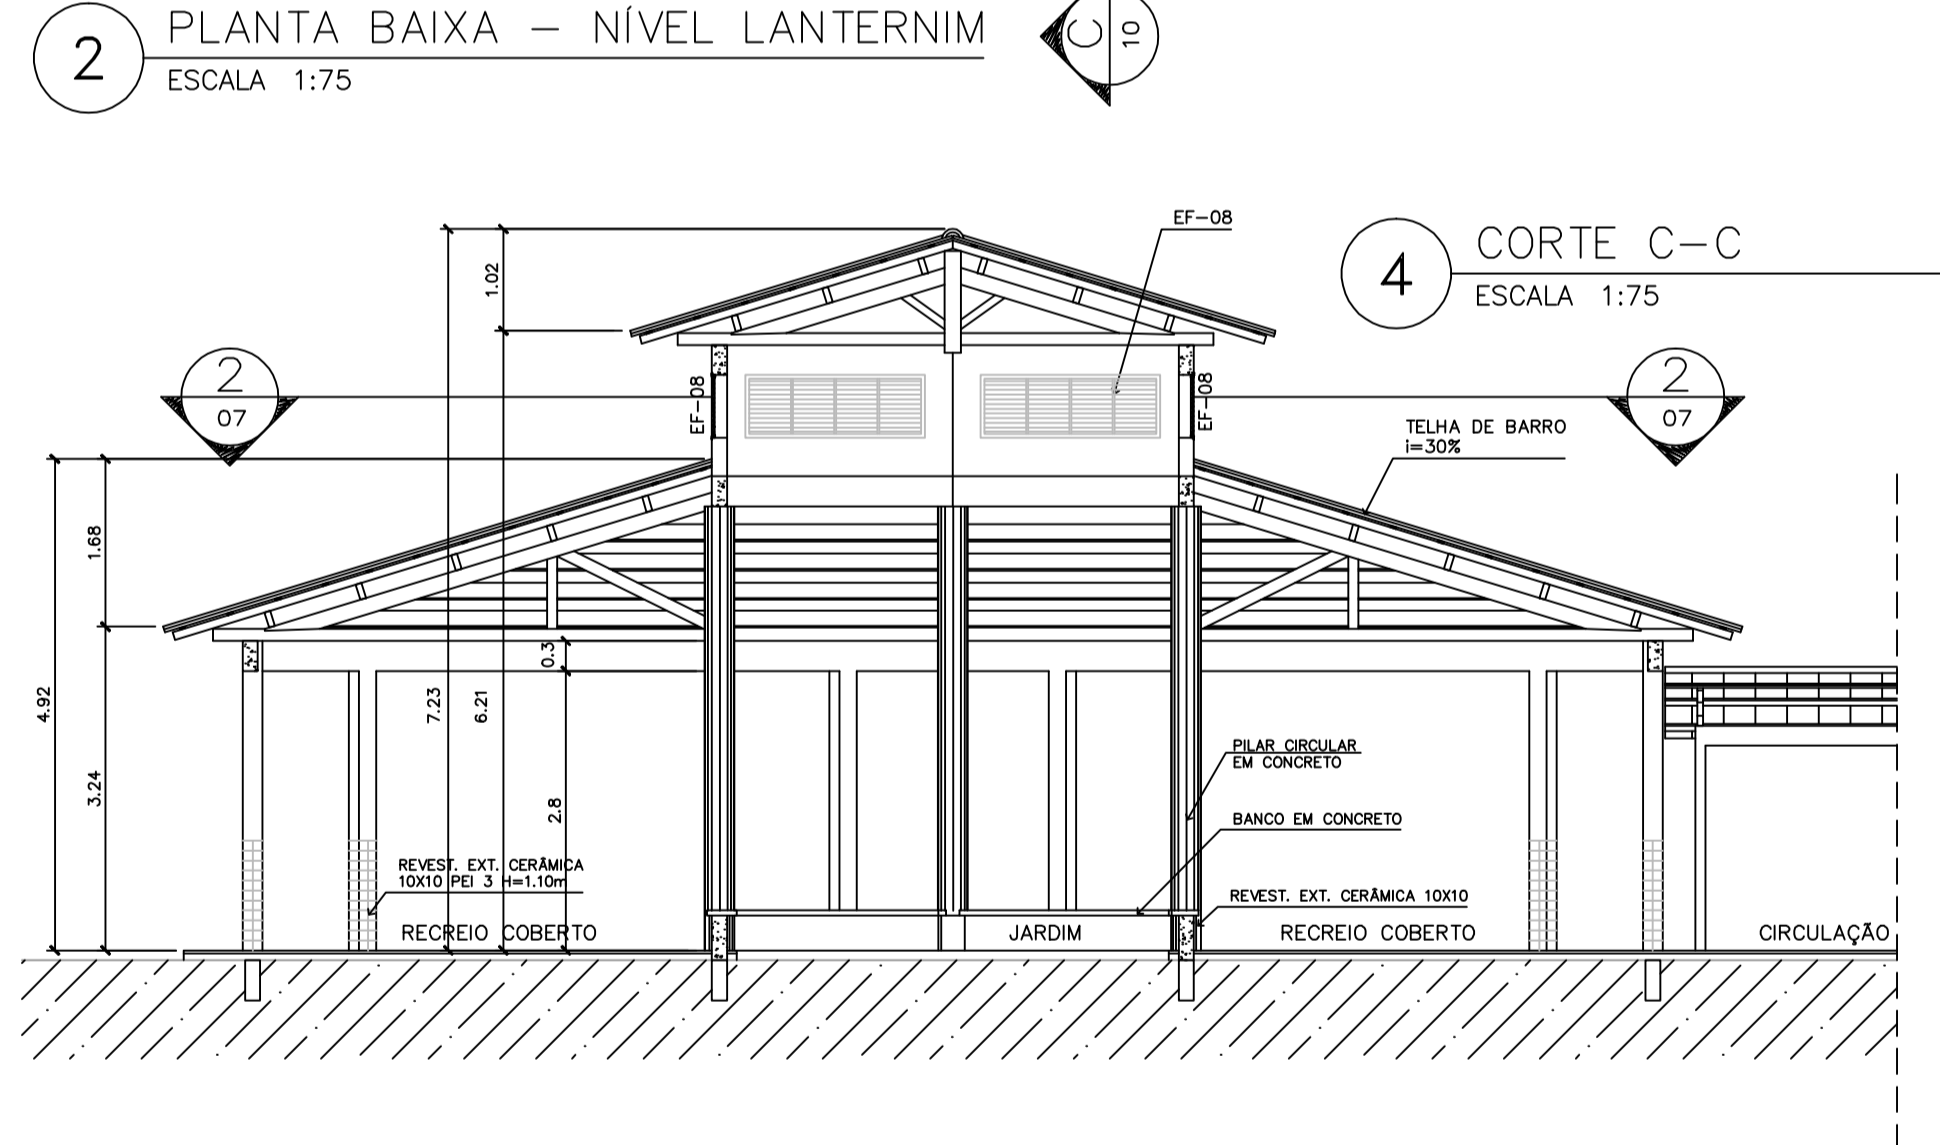 2
PLANTA BAIXA – NÍVEL LANTERNIM
ESCALA 1:75
C
10
EF-08
4
CORTE C-C
ESCALA 1:75
1.02
2
07
EF-08
EF-08
2
07
TELHA DE BARRO
i=30%
1.68
0.3
4.92
7.23
6.21
3.24
2.8
PILAR CIRCULAR
EM CONCRETO
BANCO EM CONCRETO
REVEST. EXT. CERÂMICA
10X10 PEI 3 H=1.10m
REVEST. EXT. CERÂMICA 10X10
RECREIO COBERTO
JARDIM
RECREIO COBERTO
CIRCULAÇÃO